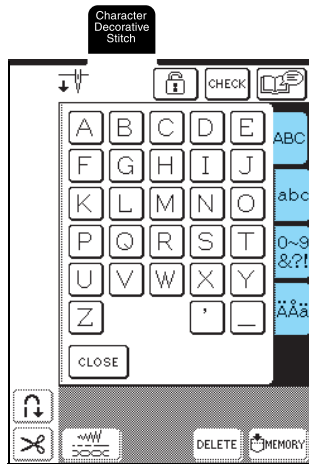 Character
Decorative
Stitch
CHECK
A B C D E
F G H I J
K L M N O
P Q R S T
U V W X Y
Z ' _
CLOSE
ABC
abc
0~9
&?!
ÄÅä
DELETE MEMORY